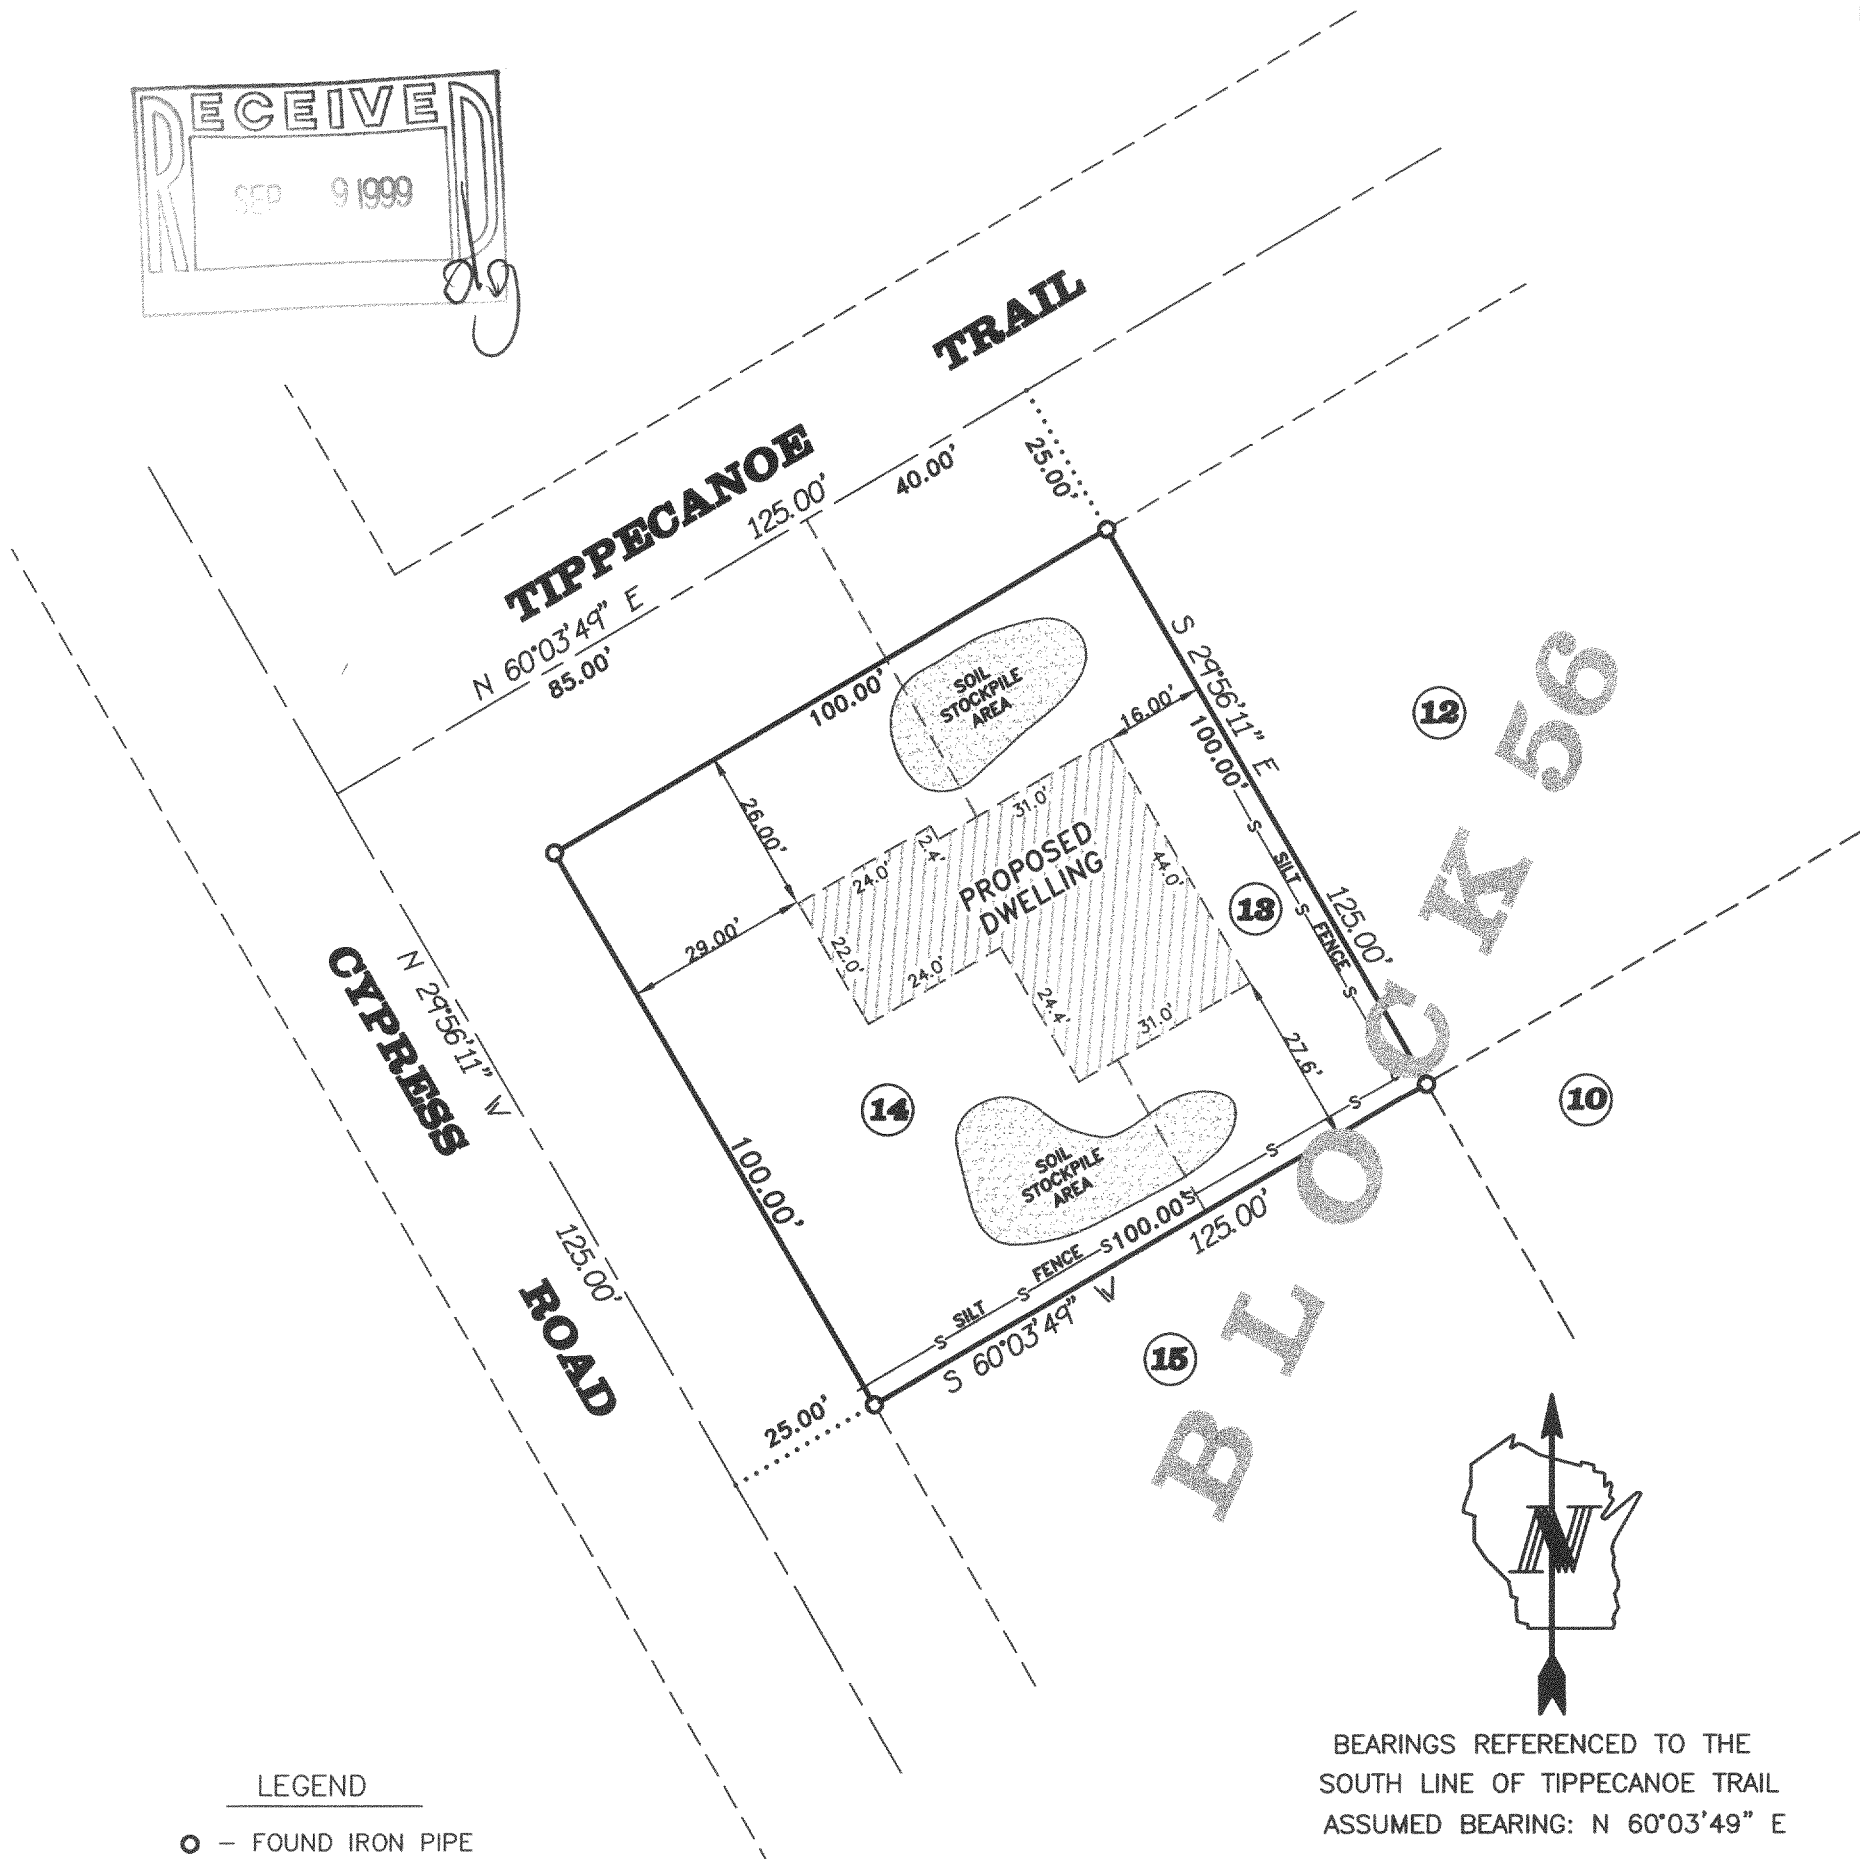 RECEIVED
SEP 9 1999
TIPPECANOE TRAIL
125.00'
40.00'
25.00'
N 60°03'49" E
85.00'
100.00'
SOIL
STOCKPILE
AREA
S 29°56'11" E
16.00'
100.00'
12
26.00'
31.0'
2.4'
24.0'
PROPOSED
DWELLING
44.0'
SILT S FENCE S
S
S
125.00'
13
29.00'
22.0'
24.0'
24.4'
31.0'
27.6'
CYPRESS ROAD
N 29°56'11" W
125.00'
14
100.00'
10
SOIL
STOCKPILE
AREA
S SILT S FENCE S 100.00' S S S
125.00'
S 60°03'49" W
25.00'
15
BLOCK 56
N
BEARINGS REFERENCED TO THE
SOUTH LINE OF TIPPECANOE TRAIL
ASSUMED BEARING: N 60°03'49" E
LEGEND
O – FOUND IRON PIPE